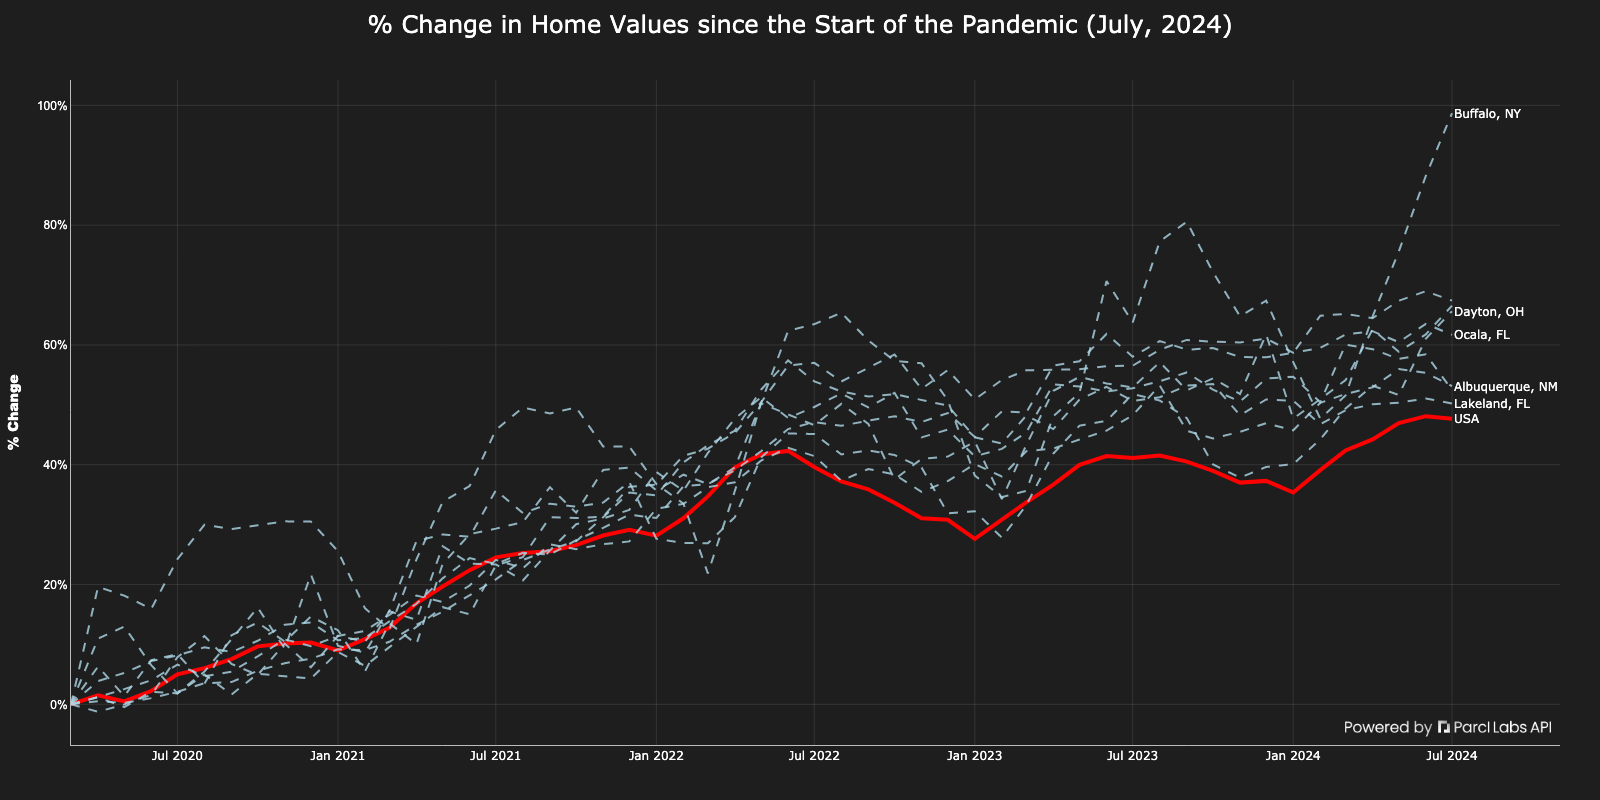 % Change in Home Values since the Start of the Pandemic (July, 2024)
% Change
100%
80%
60%
40%
20%
0%
Buffalo, NY
Dayton, OH
Ocala, FL
Albuquerque, NM
Lakeland, FL
USA
Powered by Parcl Labs API
Jul 2020
Jan 2021
Jul 2021
Jan 2022
Jul 2022
Jan 2023
Jul 2023
Jan 2024
Jul 2024